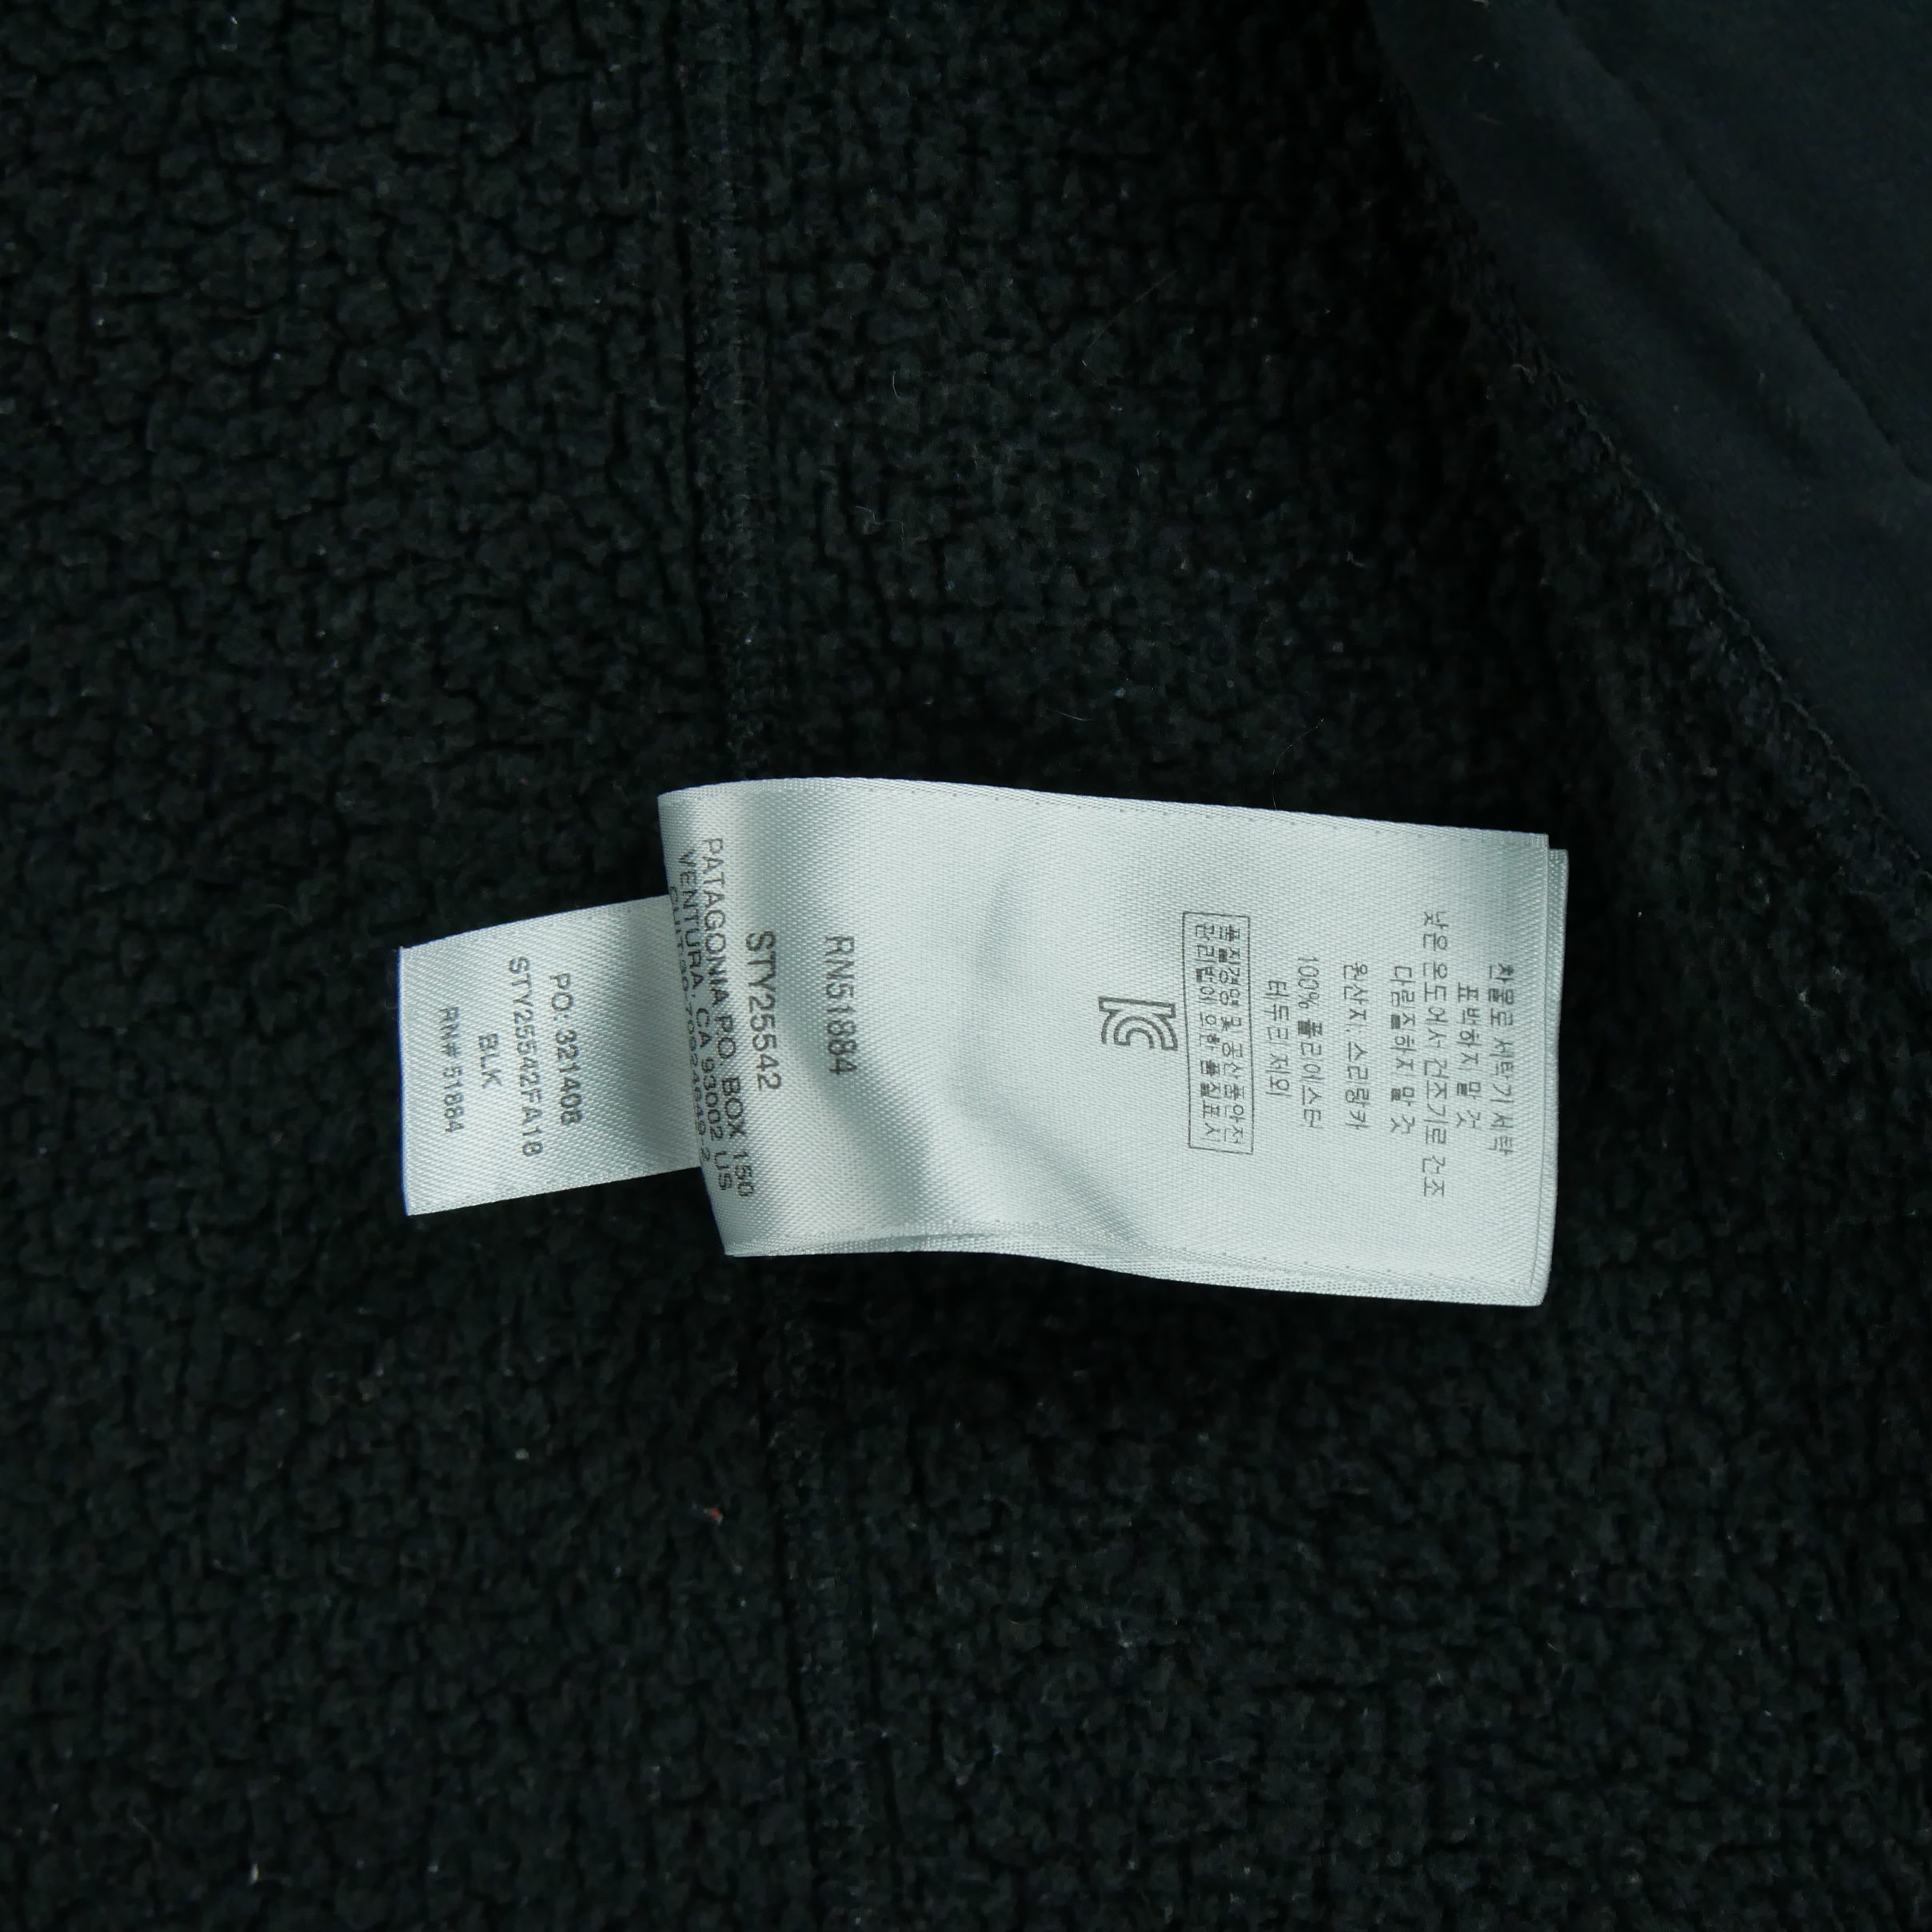 찬물로 세탁기 세탁
표백하지 말 것
낮은 온도에서 건조기로 건조
다림질하지 말 것
원산지: 스리랑카
100% 폴리에스터
테두리 제외
품질경영 및 공산품안전
관리법에 의한 품질표시
RN51884
STY25542
PATAGONIA P.O. BOX 150
VENTURA, CA 93002 US
PO: 321408
STY25542FA18
BLK
RN# 51884